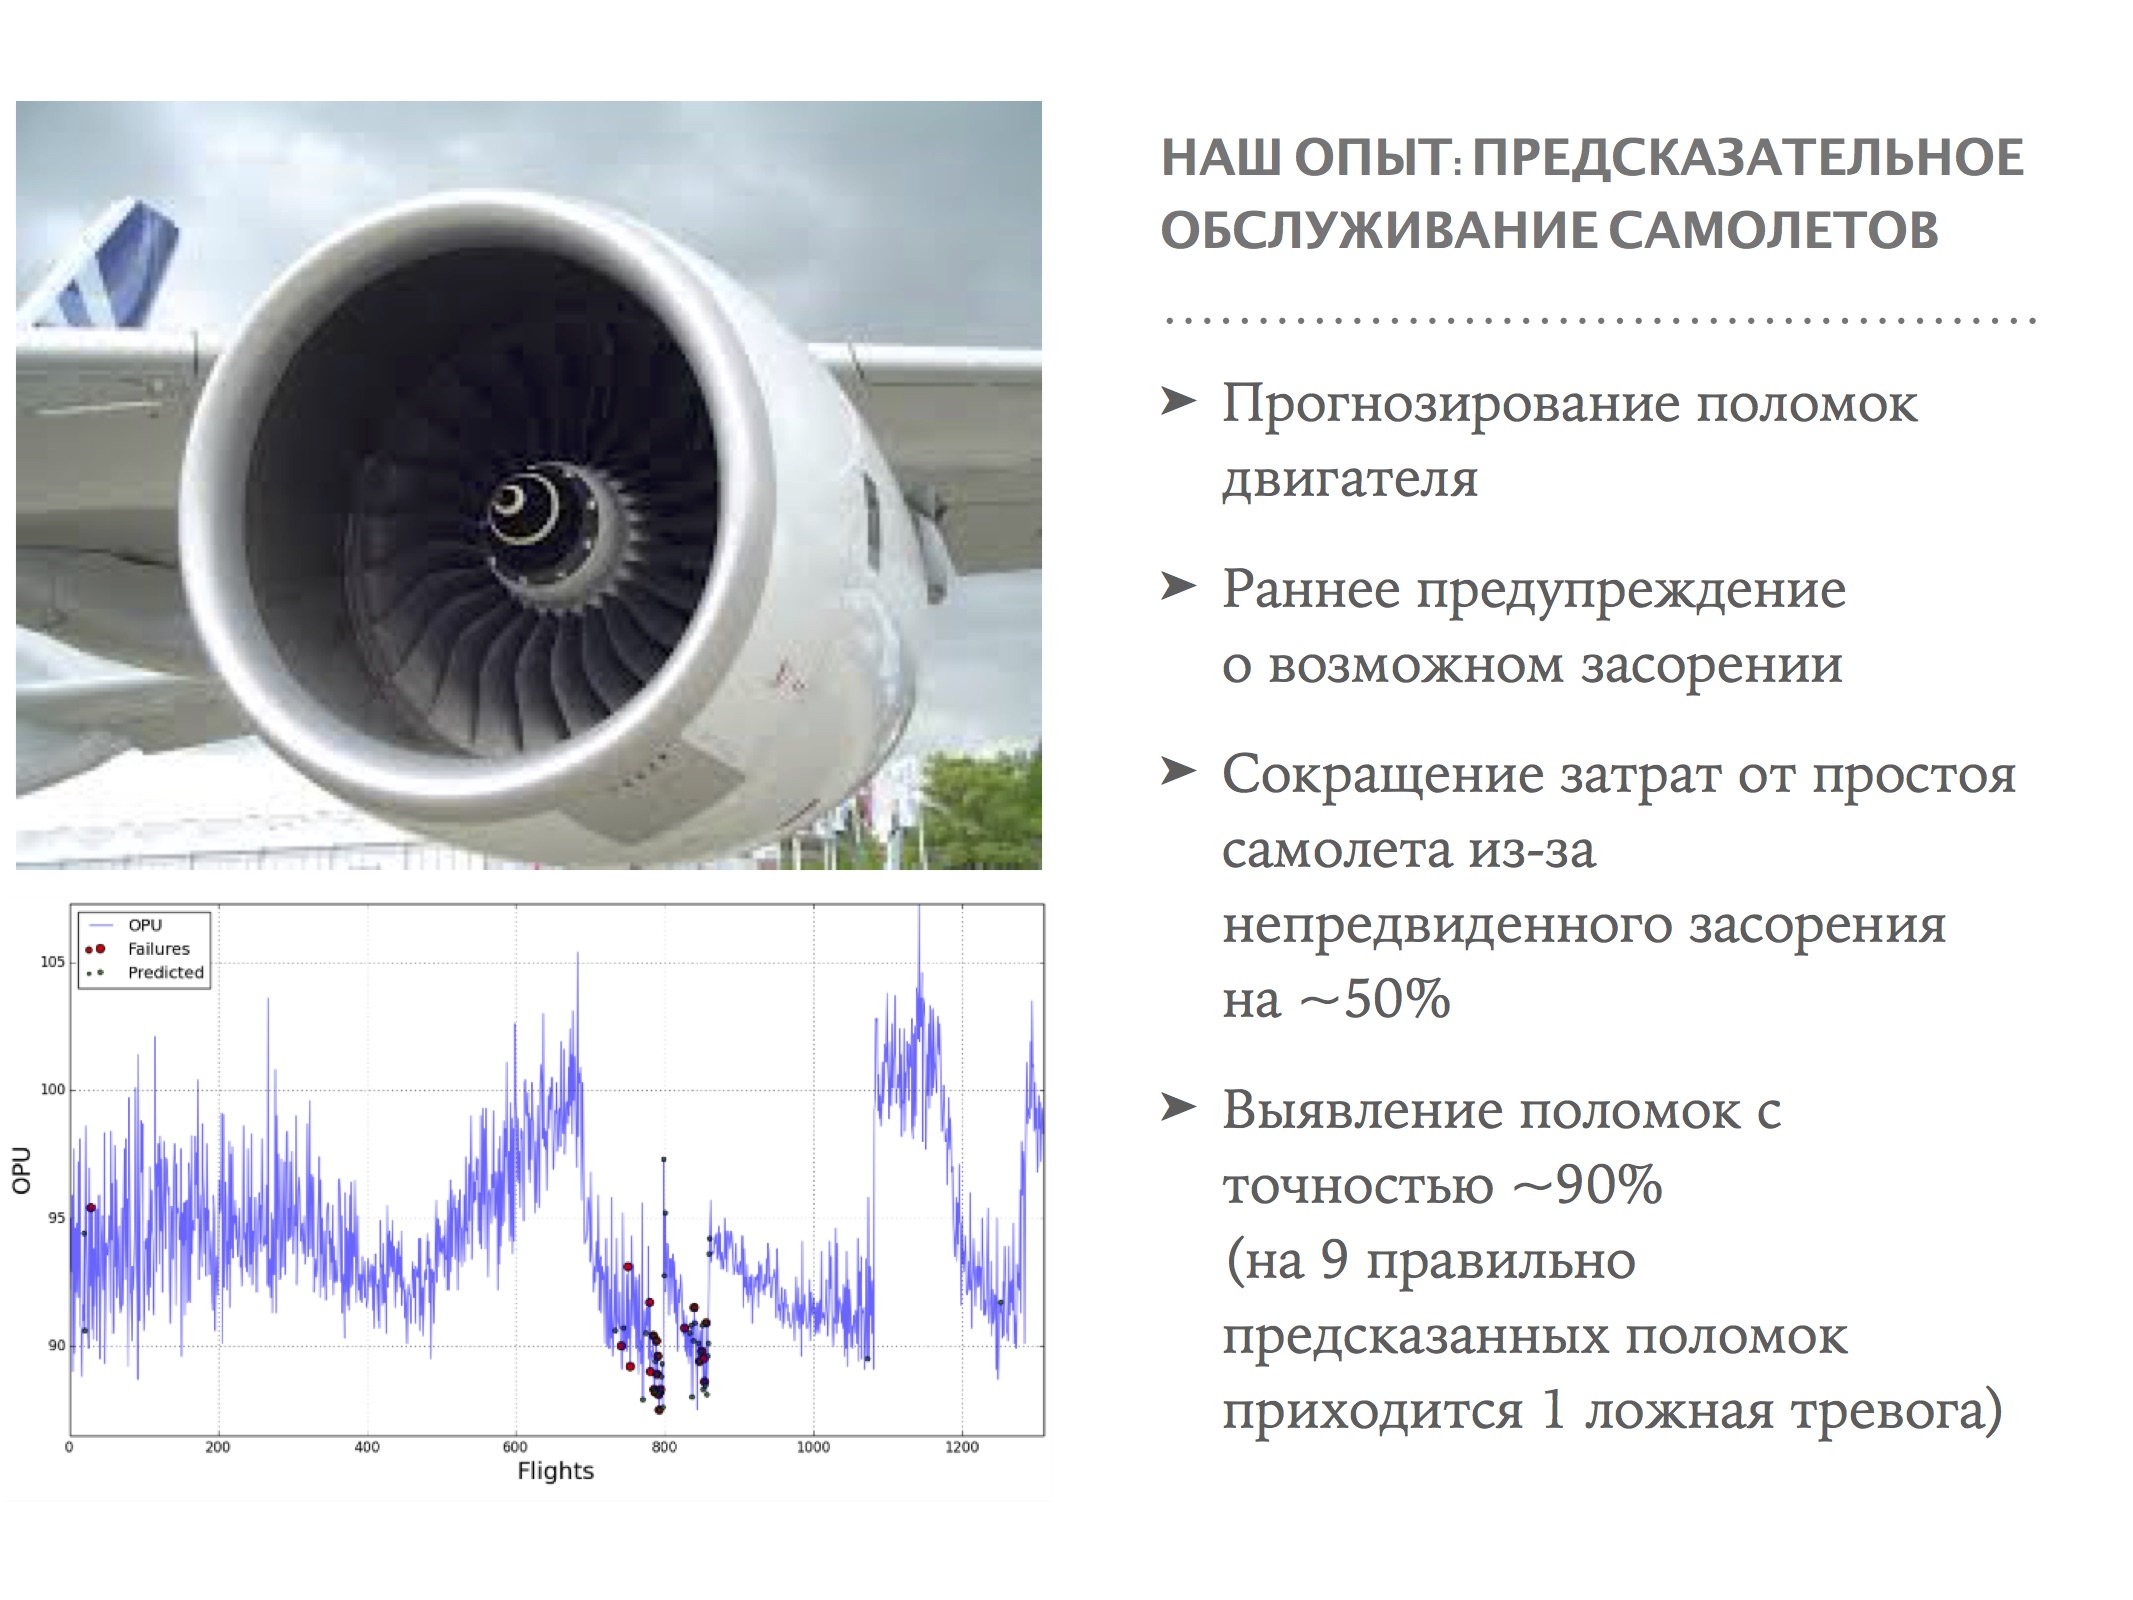 НАШ ОПЫТ: ПРЕДСКАЗАТЕЛЬНОЕ
ОБСЛУЖИВАНИЕ САМОЛЕТОВ
➤ Прогнозирование поломок
двигателя
➤ Раннее предупреждение
о возможном засорении
➤ Сокращение затрат от простоя
самолета из-за
непредвиденного засорения
на ~50%
➤ Выявление поломок с
точностью ~90%
(на 9 правильно
предсказанных поломок
приходится 1 ложная тревога)
OPU
Failures
Predicted
105
100
95
90
OPU
0 200 400 600 800 1000 1200
Flights